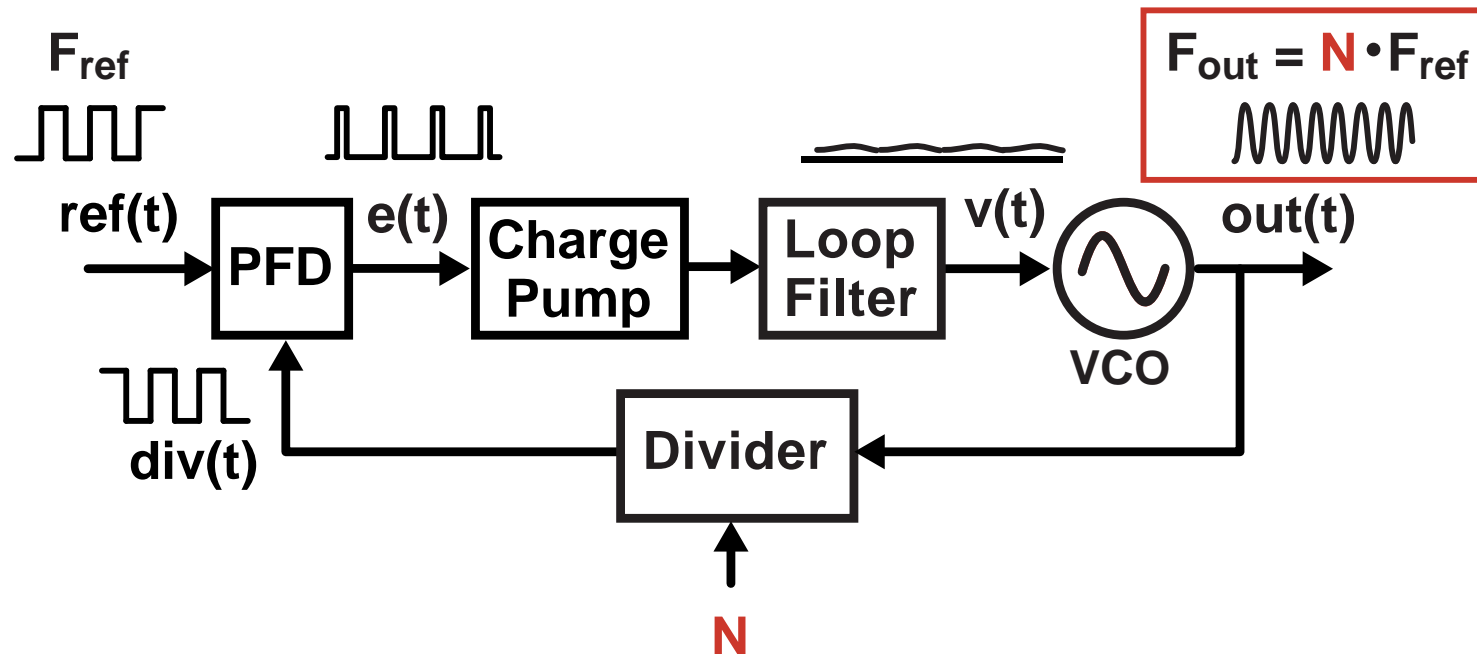 F_ref
F_out = N • F_ref
ref(t)
PFD
e(t)
Charge
Pump
Loop
Filter
v(t)
VCO
out(t)
div(t)
Divider
N